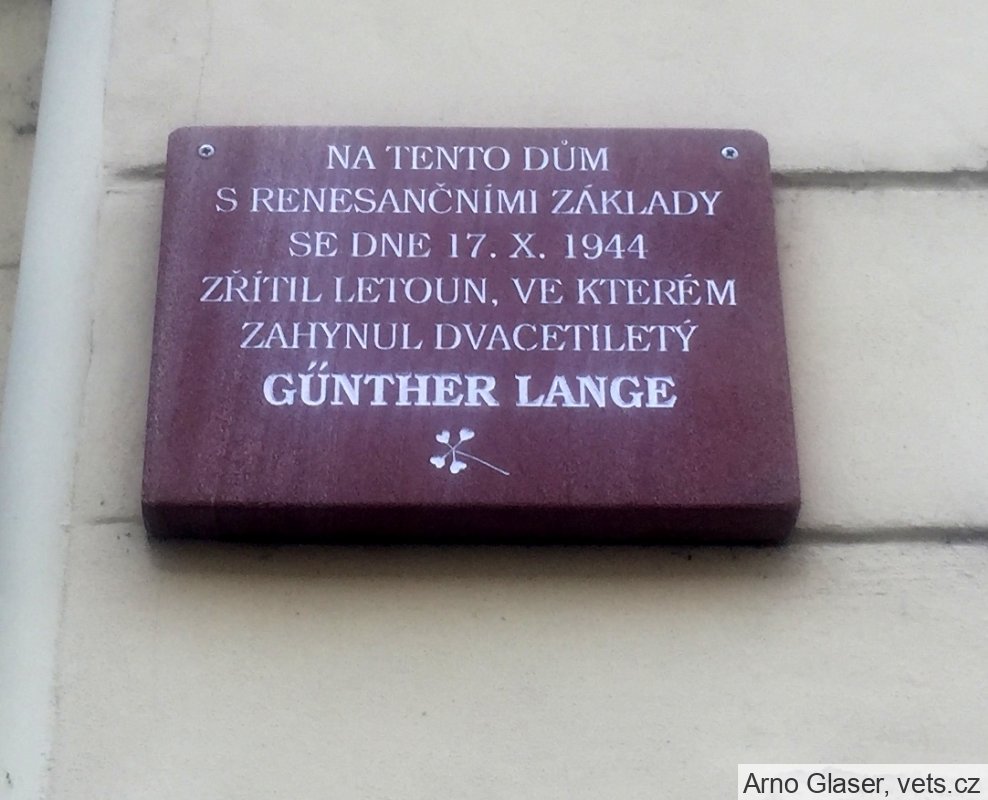 NA TENTO DŮM
S RENESANČNÍMI ZÁKLADY
SE DNE 17. X. 1944
ZŘÍTIL LETOUN, VE KTERÉM
ZAHYNUL DVACETILETÝ
GŰNTHER LANGE
Arno Glaser, vets.cz